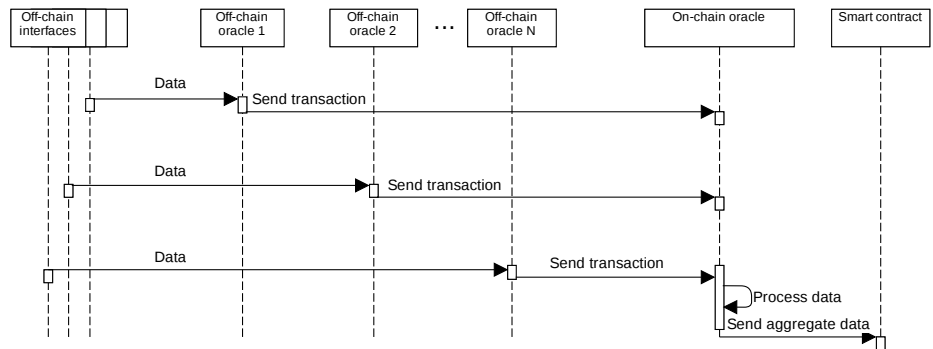 Off-chain
interfaces
Off-chain
oracle 1
Off-chain
oracle 2
...
Off-chain
oracle N
On-chain oracle
Smart contract
Data
Send transaction
Data
Send transaction
Data
Send transaction
Process data
Send aggregate data